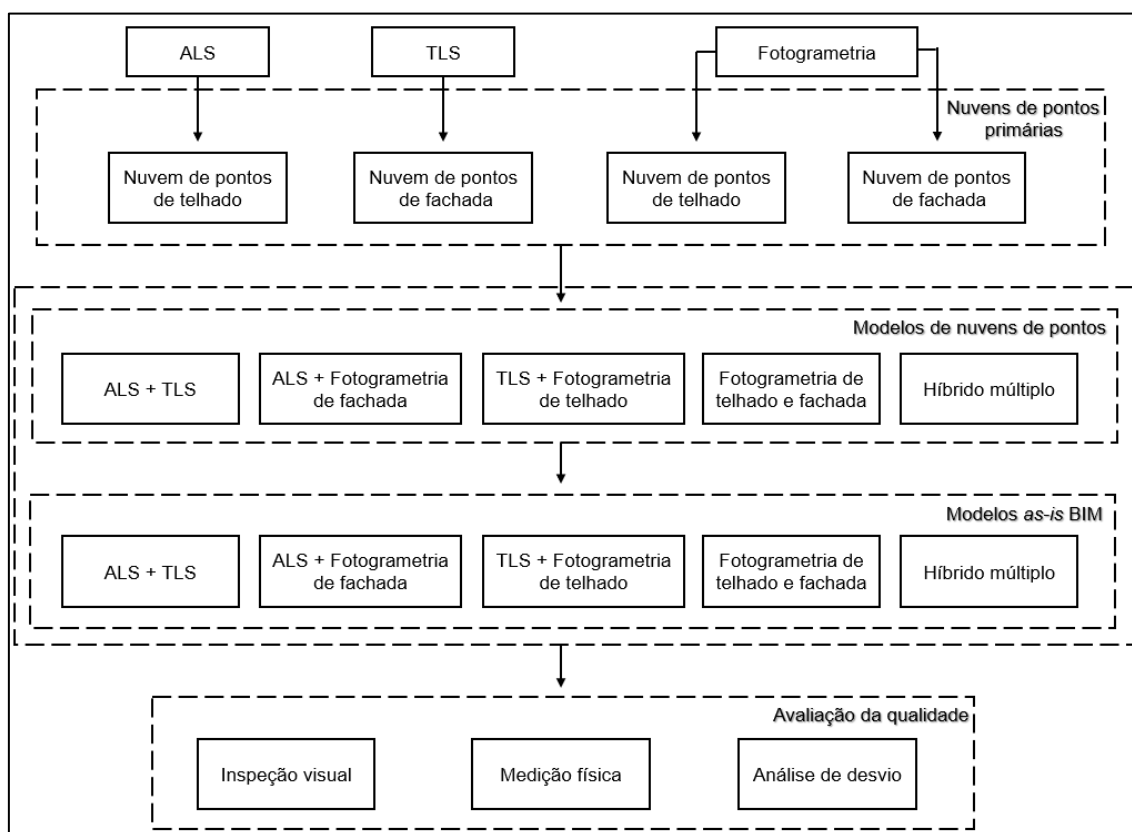 ALS
TLS
Fotogrametria
Nuvens de pontos
primárias
Nuvem de pontos
de telhado
Nuvem de pontos
de fachada
Nuvem de pontos
de telhado
Nuvem de pontos
de fachada
Modelos de nuvens de pontos
ALS + TLS
ALS + Fotogrametria
de fachada
TLS + Fotogrametria
de telhado
Fotogrametria de
telhado e fachada
Híbrido múltiplo
Modelos as-is BIM
ALS + TLS
ALS + Fotogrametria
de fachada
TLS + Fotogrametria
de telhado
Fotogrametria de
telhado e fachada
Híbrido múltiplo
Avaliação da qualidade
Inspeção visual
Medição física
Análise de desvio